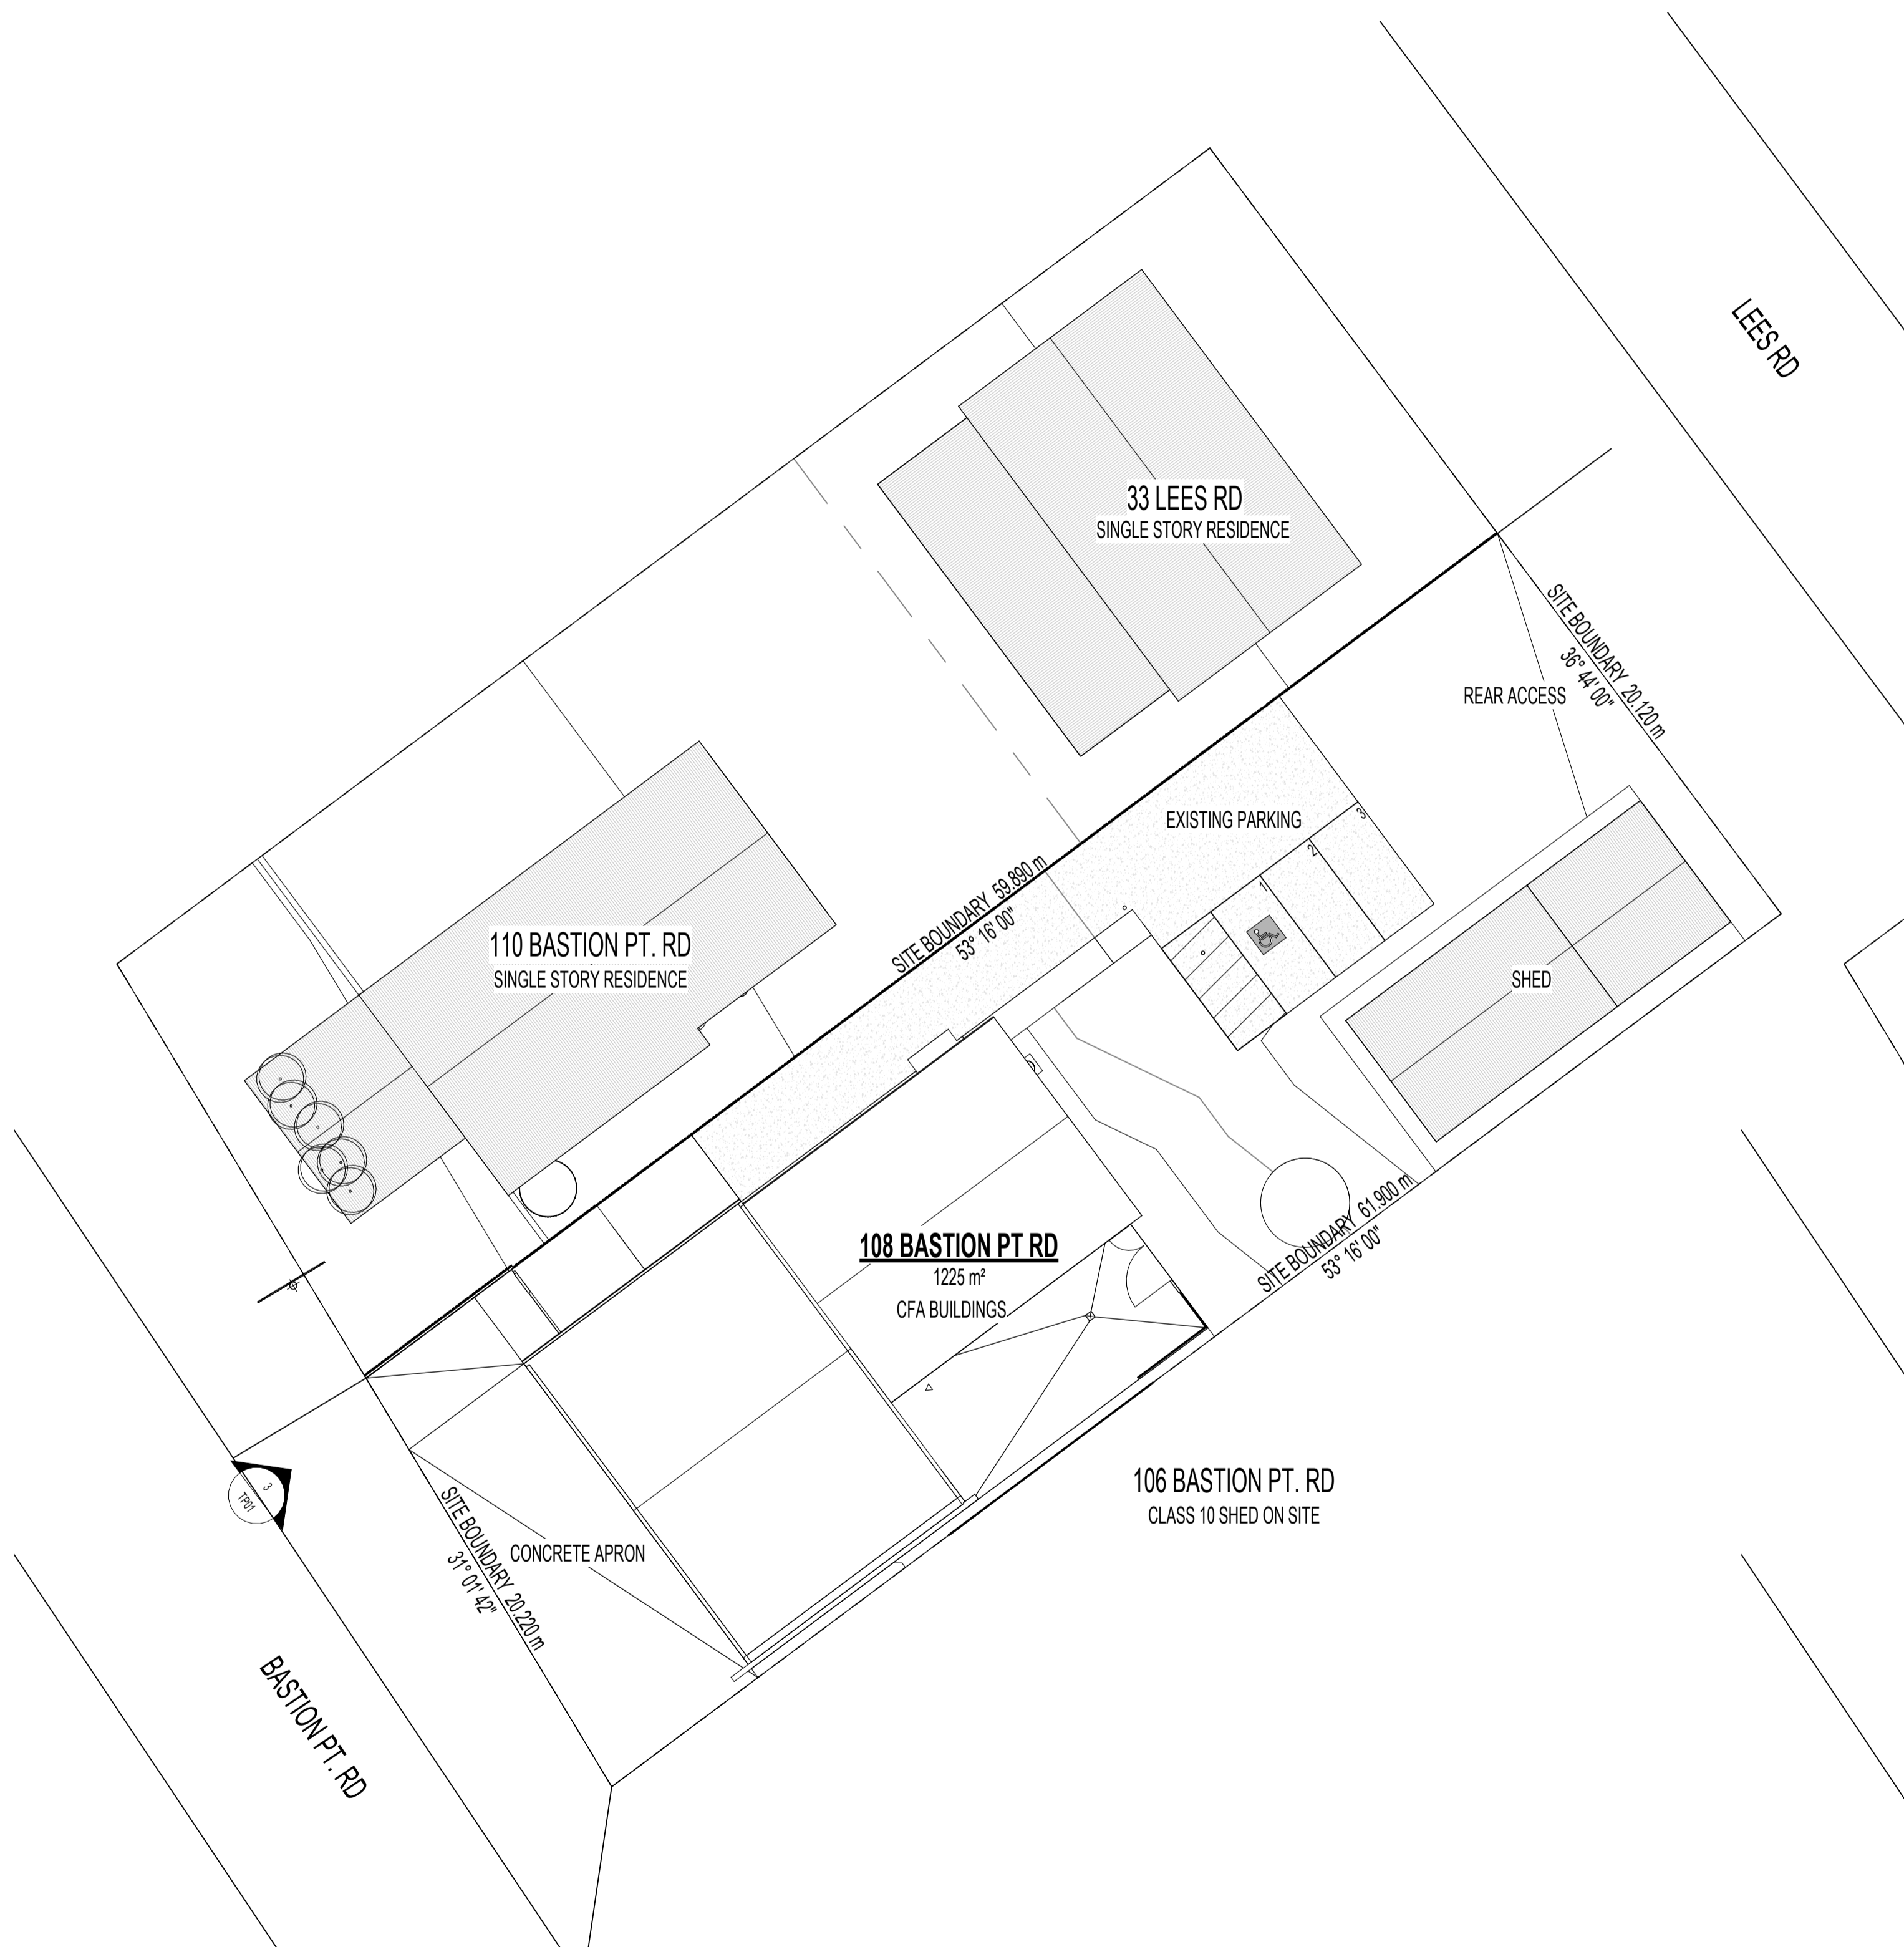 LEES RD
33 LEES RD
SINGLE STORY RESIDENCE
SITE BOUNDARY 20.120 m
36° 44' 00"
REAR ACCESS
EXISTING PARKING
3
2
1
SITE BOUNDARY 59.890 m
53° 16' 00"
110 BASTION PT. RD
SINGLE STORY RESIDENCE
SHED
108 BASTION PT RD
1225 m²
CFA BUILDINGS
SITE BOUNDARY 61.900 m
53° 16' 00"
106 BASTION PT. RD
CLASS 10 SHED ON SITE
3
TP01
SITE BOUNDARY 20.220 m
31° 01' 42"
CONCRETE APRON
BASTION PT. RD